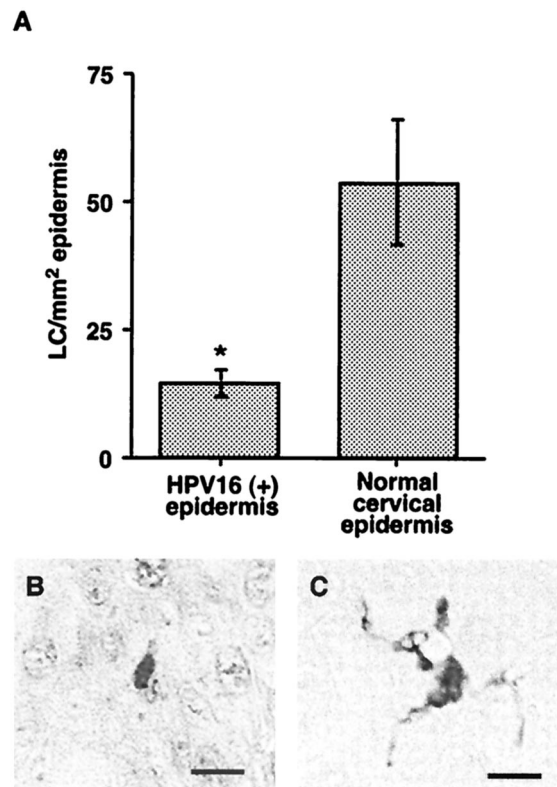 A
LC/mm² epidermis
75
50
25
0
*
HPV16 (+)
epidermis
Normal
cervical
epidermis
B
C